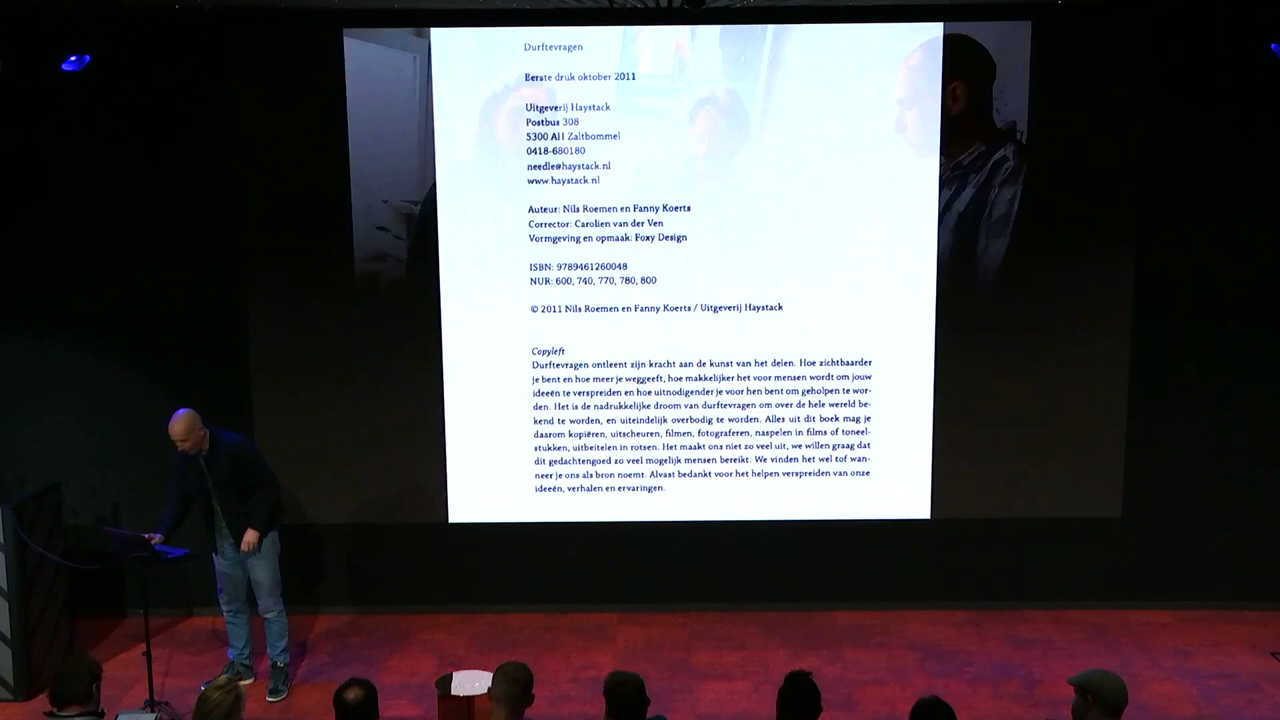 Durftevragen
Eerste druk oktober 2011
Uitgeverij Haystack
Postbus 308
5300 AH Zaltbommel
0418-680180
needle@haystack.nl
www.haystack.nl
Auteur: Nils Roemen en Fanny Koerts
Corrector: Carolien van der Ven
Vormgeving en opmaak: Foxy Design
ISBN: 9789461260048
NUR: 600, 740, 770, 780, 800
© 2011 Nils Roemen en Fanny Koerts / Uitgeverij Haystack
Copyleft
Durftevragen ontleent zijn kracht aan de kunst van het delen. Hoe zichtbaarder
je bent en hoe meer je weggeeft, hoe makkelijker het voor mensen wordt om jouw
ideeën te verspreiden en hoe uitnodigender je voor hen bent om geholpen te wor-
den. Het is de nadrukkelijke droom van durftevragen om over de hele wereld be-
kend te worden, en uiteindelijk overbodig te worden. Alles uit dit boek mag je
daarom kopiëren, uitscheuren, filmen, fotograferen, naspelen in films of toneel-
stukken, uitbeitelen in rotsen. Het maakt ons niet zo veel uit, we willen graag dat
dit gedachtengoed zo veel mogelijk mensen bereikt. We vinden het wel tof wan-
neer je ons als bron noemt. Alvast bedankt voor het helpen verspreiden van onze
ideeën, verhalen en ervaringen.